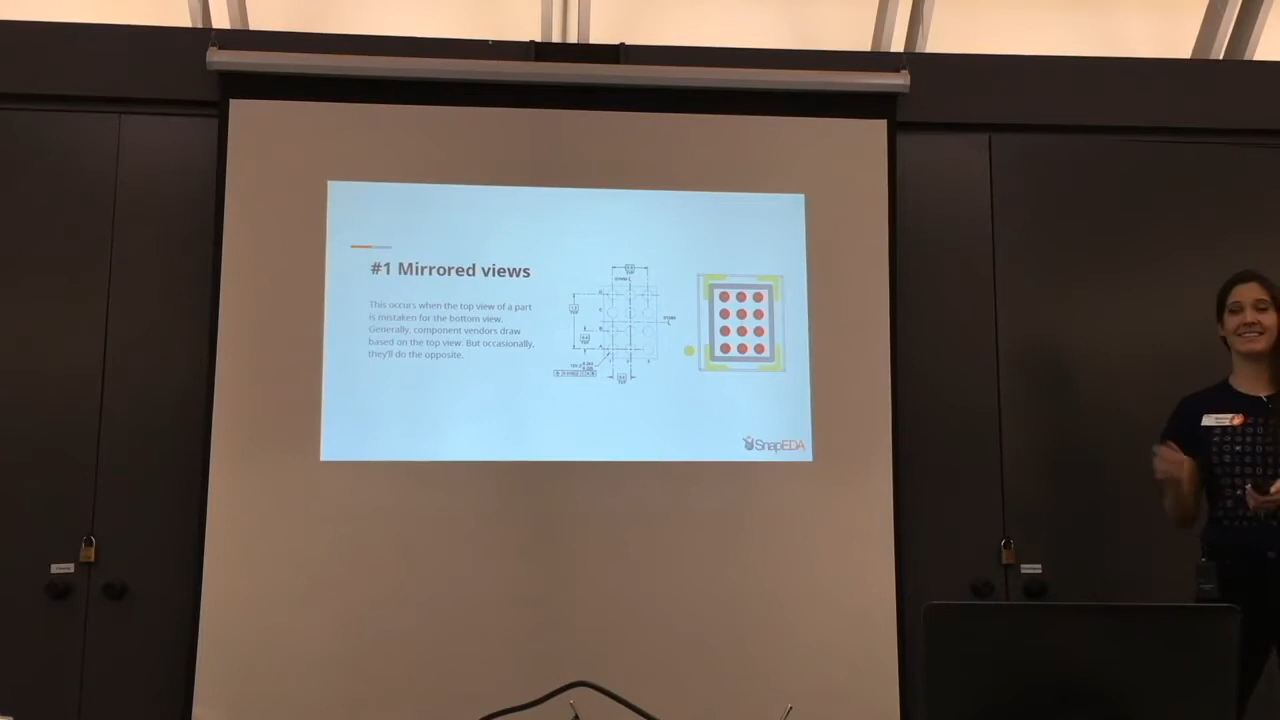 #1 Mirrored views
This occurs when the top view of a part
is mistaken for the bottom view.
Generally, component vendors draw
based on the top view. But occasionally,
they'll do the opposite.
SnapEDA